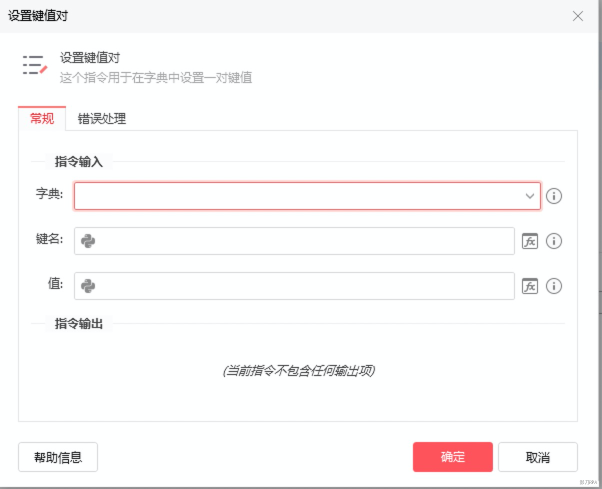 设置键值对
设置键值对
这个指令用于在字典中设置一对键值
常规 错误处理
指令输入
字典:
键名: fx
值: fx
指令输出
(当前指令不包含任何输出项)
帮助信息 确定 取消